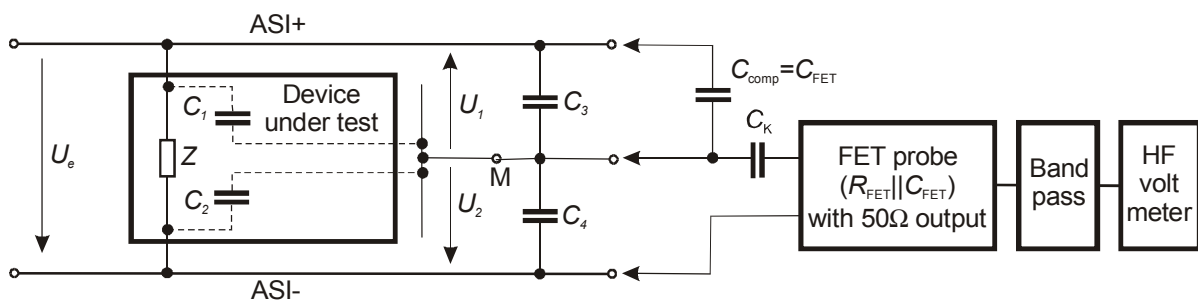 ASI+
U_e
C_1
Z
C_2
Device
under test
U_1
U_2
M
C_3
C_4
C_comp=C_FET
C_K
FET probe
(R_FET||C_FET)
with 50Ω output
Band
pass
HF
volt
meter
ASI-